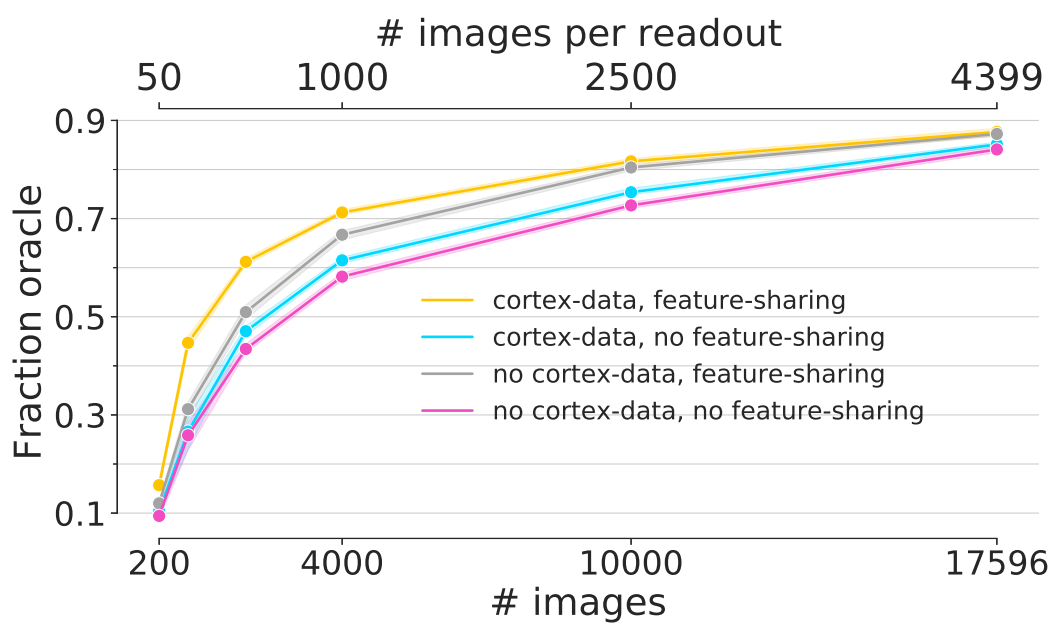 # images per readout
50 1000 2500 4399
0.9
0.7
0.5
0.3
0.1
Fraction oracle
cortex-data, feature-sharing
cortex-data, no feature-sharing
no cortex-data, feature-sharing
no cortex-data, no feature-sharing
200 4000 10000 17596
# images